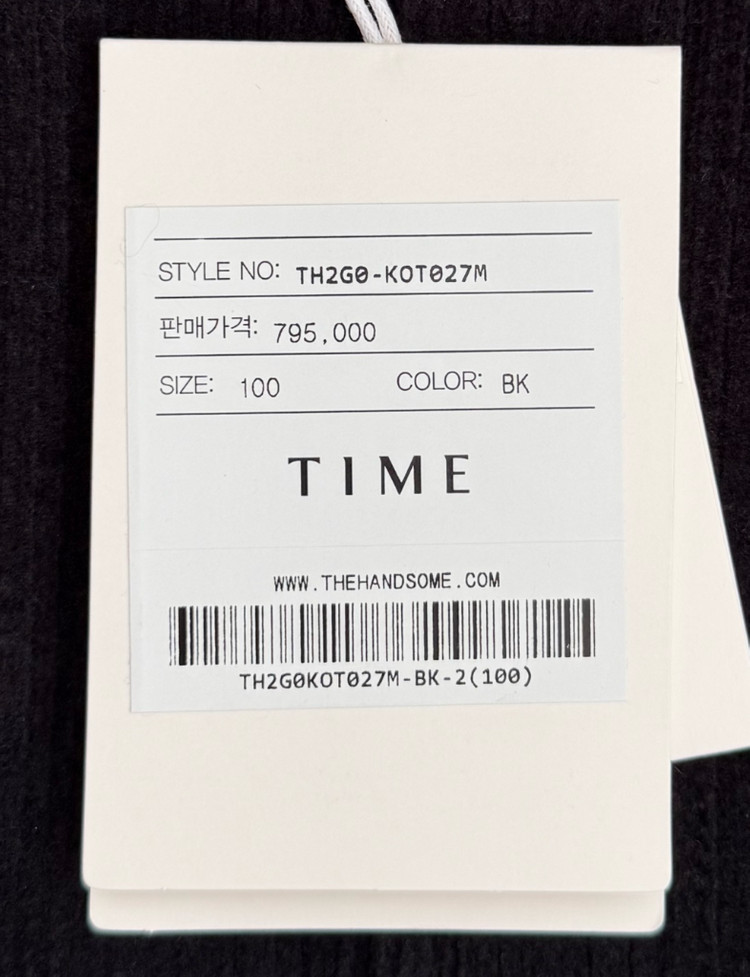 STYLE NO: TH2G0-KOT027M
판매가격: 795,000
SIZE: 100 COLOR: BK
TIME
WWW.THEHANDSOME.COM
TH2G0KOT027M-BK-2(100)